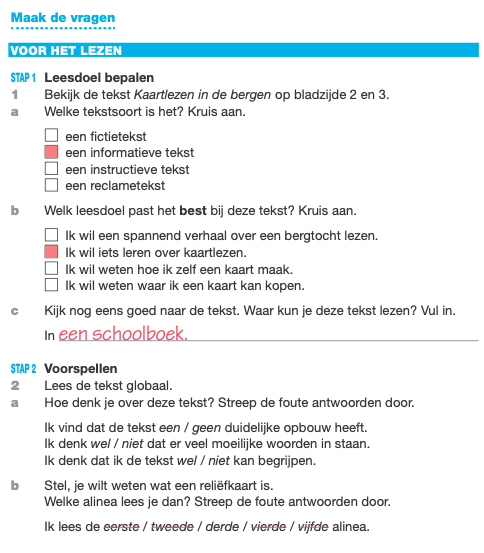 Maak de vragen
VOOR HET LEZEN
STAP 1 Leesdoel bepalen
1 Bekijk de tekst Kaartlezen in de bergen op bladzijde 2 en 3.
a Welke tekstsoort is het? Kruis aan.
een fictietekst
een informatieve tekst
een instructieve tekst
een reclametekst
b Welk leesdoel past het best bij deze tekst? Kruis aan.
Ik wil een spannend verhaal over een bergtocht lezen.
Ik wil iets leren over kaartlezen.
Ik wil weten hoe ik zelf een kaart maak.
Ik wil weten waar ik een kaart kan kopen.
c Kijk nog eens goed naar de tekst. Waar kun je deze tekst lezen? Vul in.
In een schoolboek.
STAP 2 Voorspellen
2 Lees de tekst globaal.
a Hoe denk je over deze tekst? Streep de foute antwoorden door.
Ik vind dat de tekst een / geen duidelijke opbouw heeft.
Ik denk wel / niet dat er veel moeilijke woorden in staan.
Ik denk dat ik de tekst wel / niet kan begrijpen.
b Stel, je wilt weten wat een reliëfkaart is.
Welke alinea lees je dan? Streep de foute antwoorden door.
Ik lees de eerste / tweede / derde / vierde / vijfde alinea.